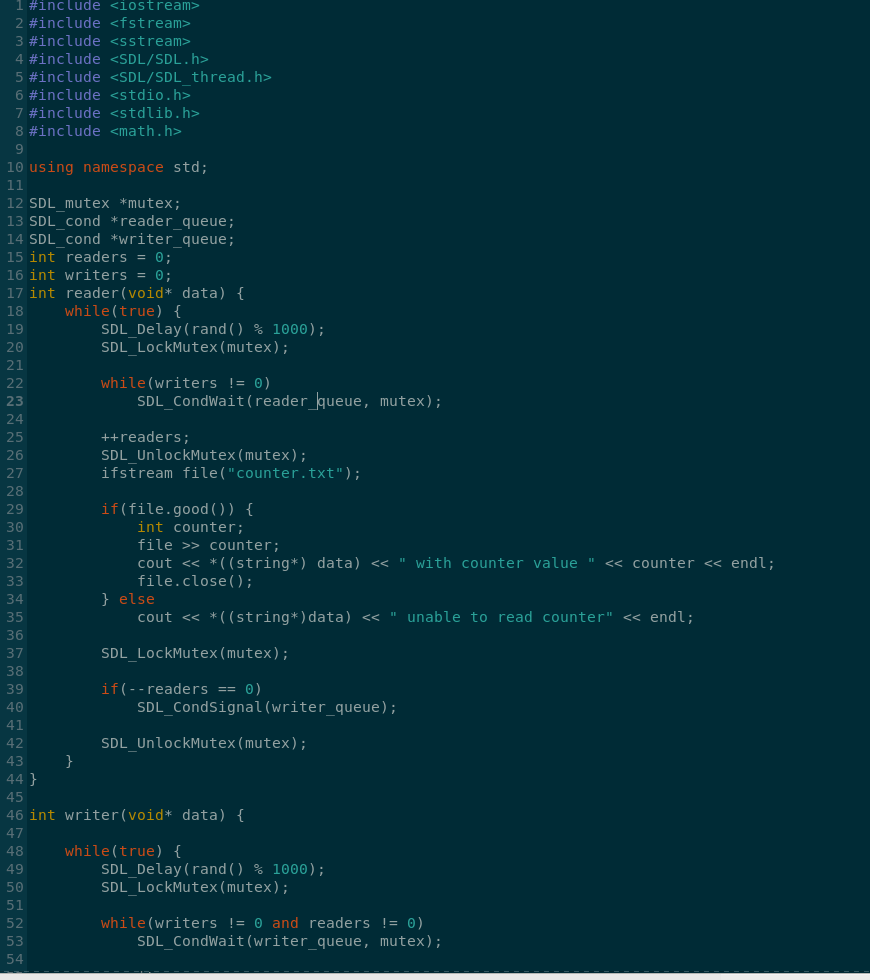 1 #include <iostream>
2 #include <fstream>
3 #include <sstream>
4 #include <SDL/SDL.h>
5 #include <SDL/SDL_thread.h>
6 #include <stdio.h>
7 #include <stdlib.h>
8 #include <math.h>
9
10 using namespace std;
11
12 SDL_mutex *mutex;
13 SDL_cond *reader_queue;
14 SDL_cond *writer_queue;
15 int readers = 0;
16 int writers = 0;
17 int reader(void* data) {
18     while(true) {
19         SDL_Delay(rand() % 1000);
20         SDL_LockMutex(mutex);
21
22         while(writers != 0)
23             SDL_CondWait(reader_queue, mutex);
24
25         ++readers;
26         SDL_UnlockMutex(mutex);
27         ifstream file("counter.txt");
28
29         if(file.good()) {
30             int counter;
31             file >> counter;
32             cout << *((string*) data) << " with counter value " << counter << endl;
33             file.close();
34         } else
35             cout << *((string*)data) << " unable to read counter" << endl;
36
37         SDL_LockMutex(mutex);
38
39         if(--readers == 0)
40             SDL_CondSignal(writer_queue);
41
42         SDL_UnlockMutex(mutex);
43     }
44 }
45
46 int writer(void* data) {
47
48     while(true) {
49         SDL_Delay(rand() % 1000);
50         SDL_LockMutex(mutex);
51
52         while(writers != 0 and readers != 0)
53             SDL_CondWait(writer_queue, mutex);
54